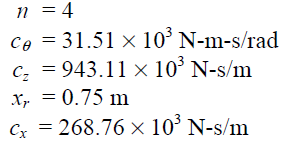 n = 4
cθ = 31.51 × 10³ N-m-s/rad
cz = 943.11 × 10³ N-s/m
xr = 0.75 m
cx = 268.76 × 10³ N-s/m